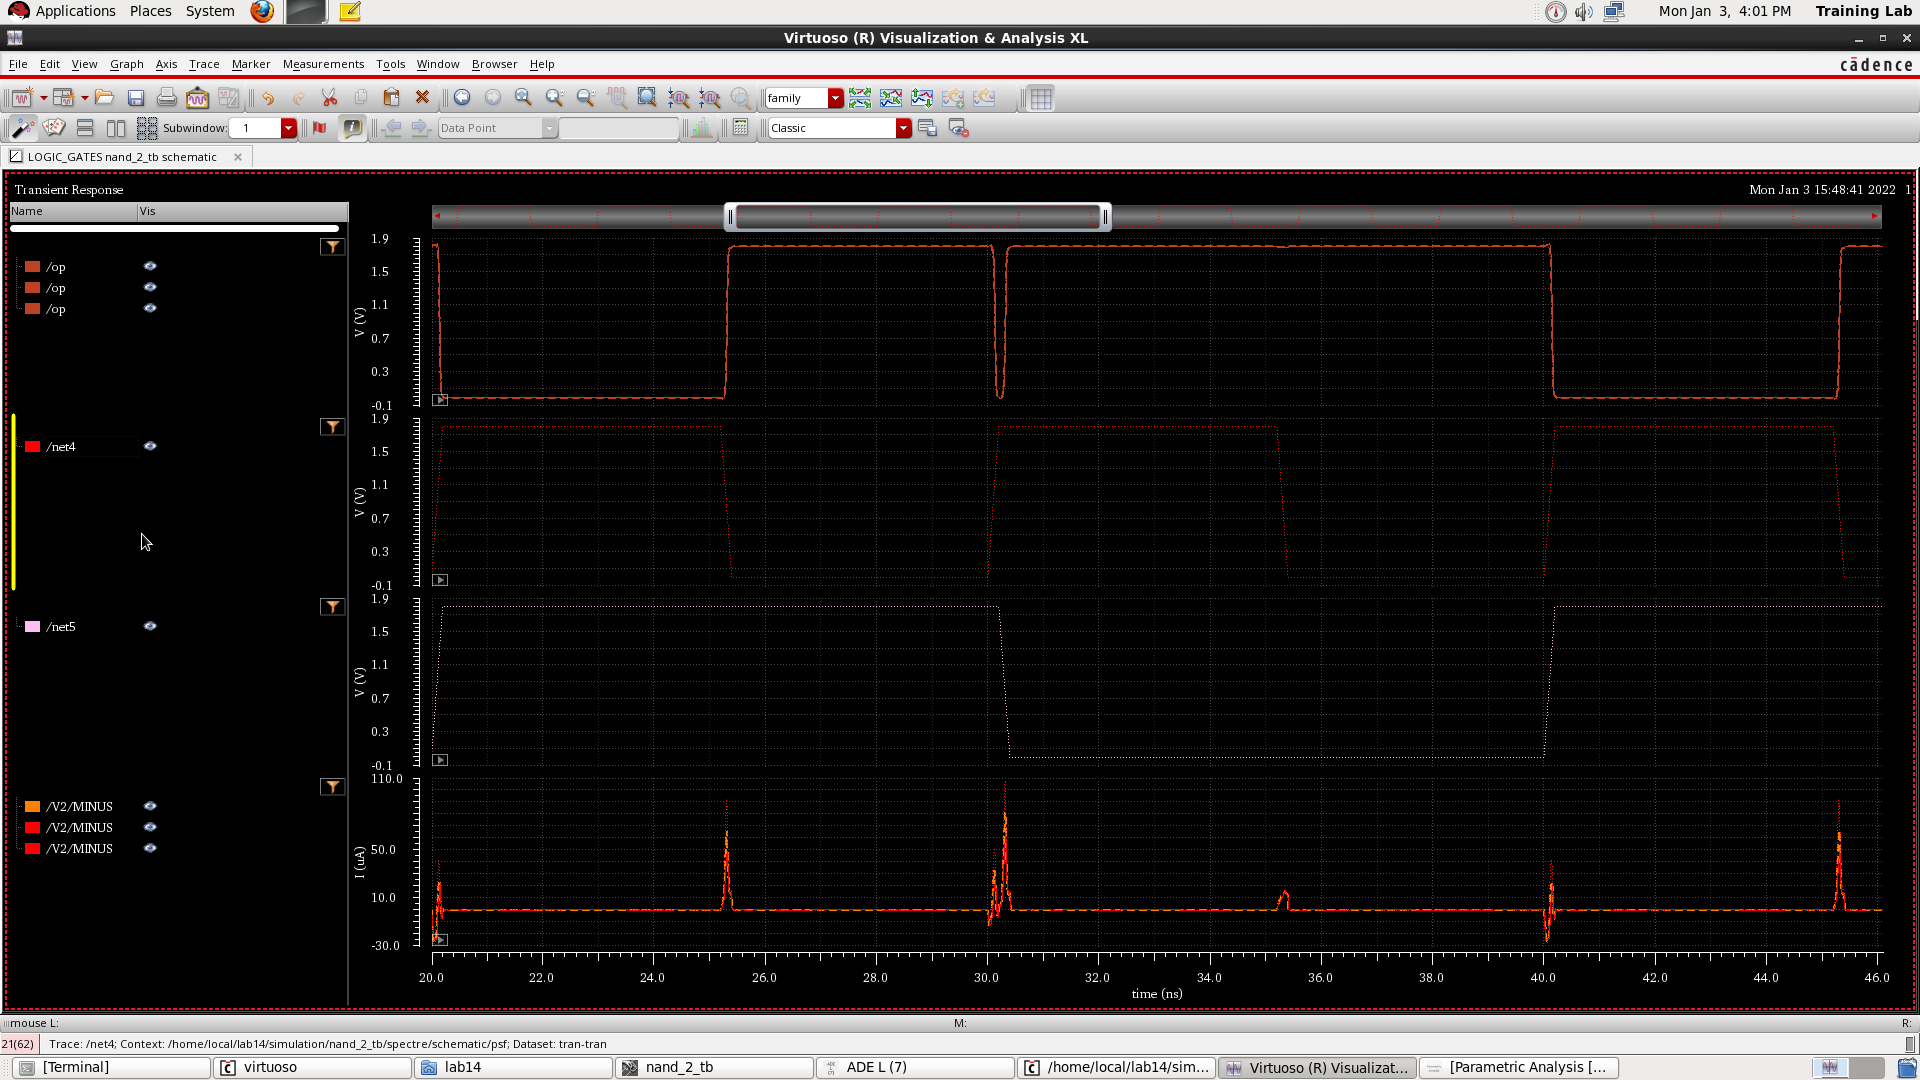 Applications Places System Mon Jan 3, 4:01 PM Training Lab
Virtuoso (R) Visualization & Analysis XL
File Edit View Graph Axis Trace Marker Measurements Tools Window Browser Help cādence
family
Subwindow: 1 Data Point Classic
LOGIC_GATES nand_2_tb schematic
Transient Response Mon Jan 3 15:48:41 2022 1
Name Vis
/op
/op
/op
1.9
1.5
1.1
0.7
0.3
-0.1
V (V)
/net4
1.9
1.5
1.1
0.7
0.3
-0.1
V (V)
/net5
1.9
1.5
1.1
0.7
0.3
-0.1
V (V)
/V2/MINUS
/V2/MINUS
/V2/MINUS
110.0
50.0
10.0
-30.0
I (uA)
20.0 22.0 24.0 26.0 28.0 30.0 32.0 34.0 36.0 38.0 40.0 42.0 44.0 46.0
time (ns)
mouse L: M: R:
21(62) Trace: /net4; Context: /home/local/lab14/simulation/nand_2_tb/spectre/schematic/psf; Dataset: tran-tran
[Terminal] virtuoso lab14 nand_2_tb ADE L (7) /home/local/lab14/sim... Virtuoso (R) Visualizat... [Parametric Analysis [...